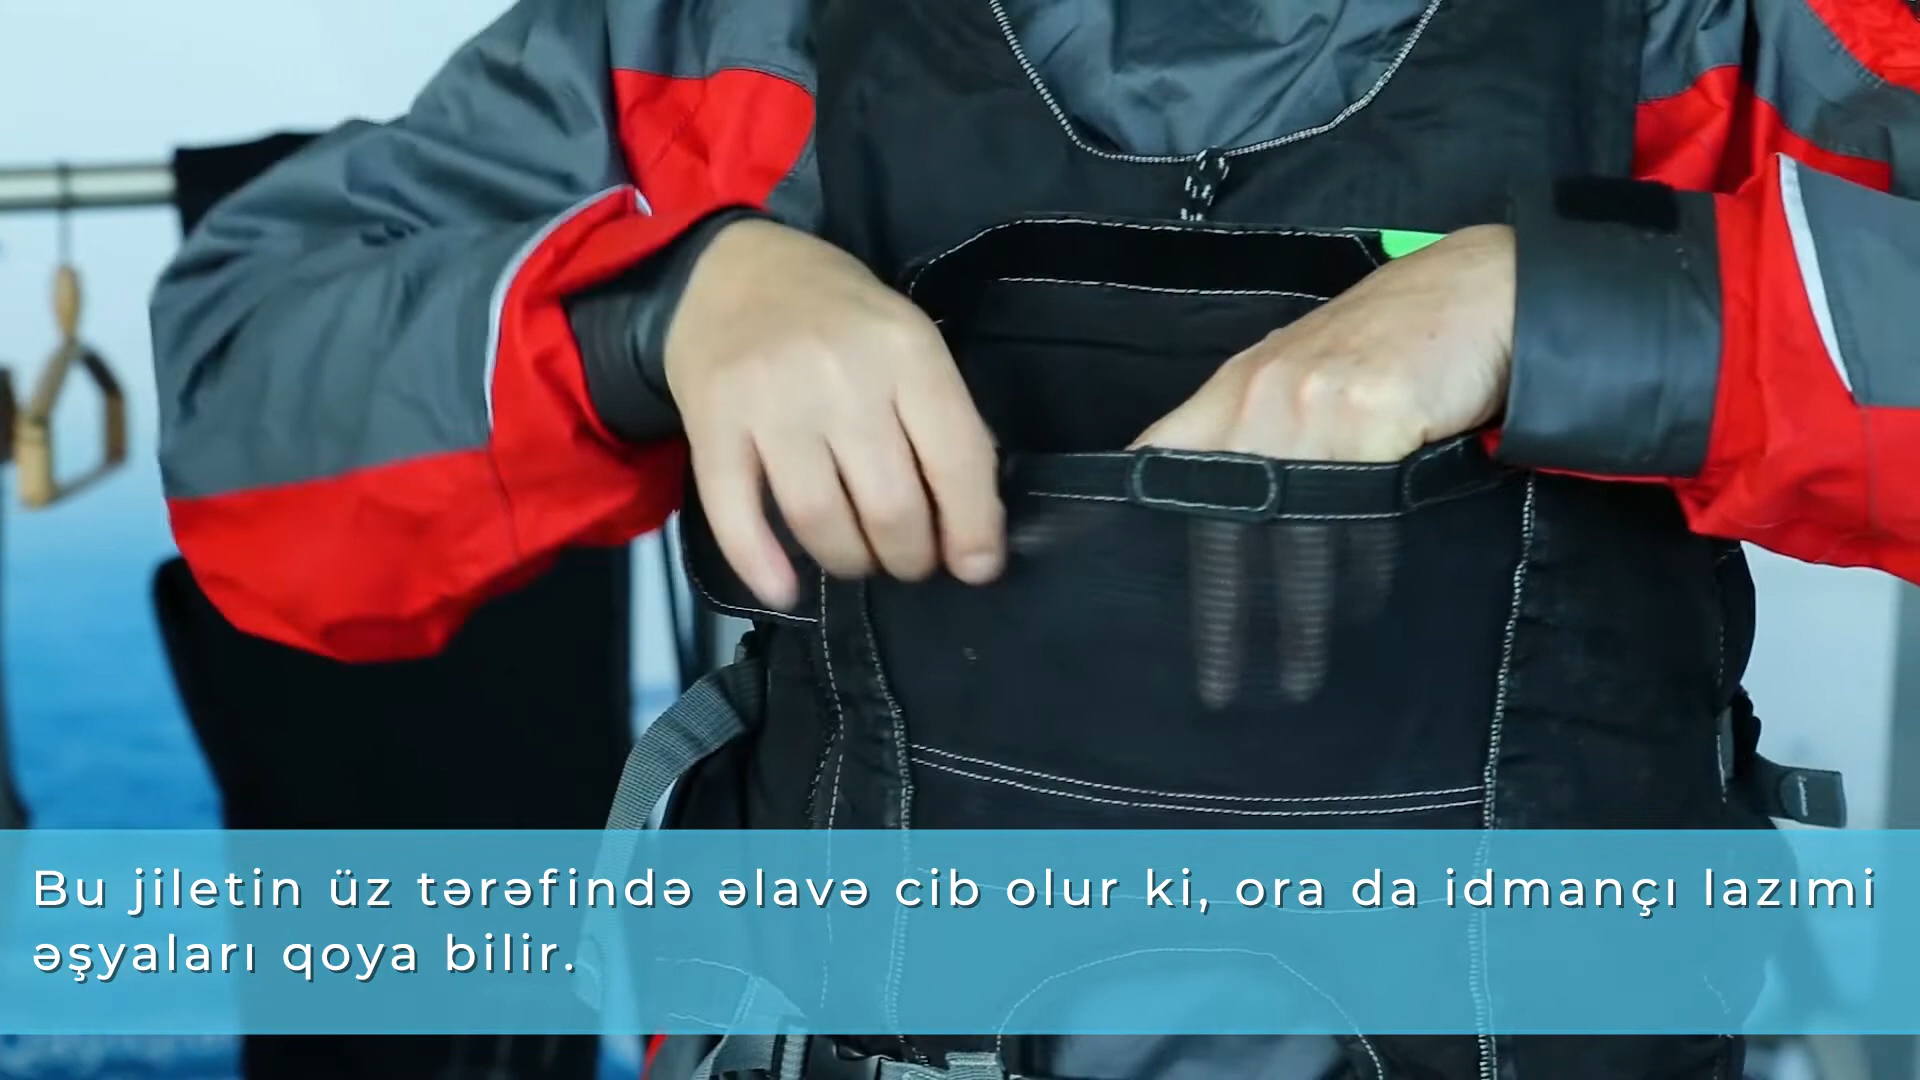 Bu jiletin üz tərəfində əlavə cib olur ki, ora da idmançı lazımi
əşyaları qoya bilir.